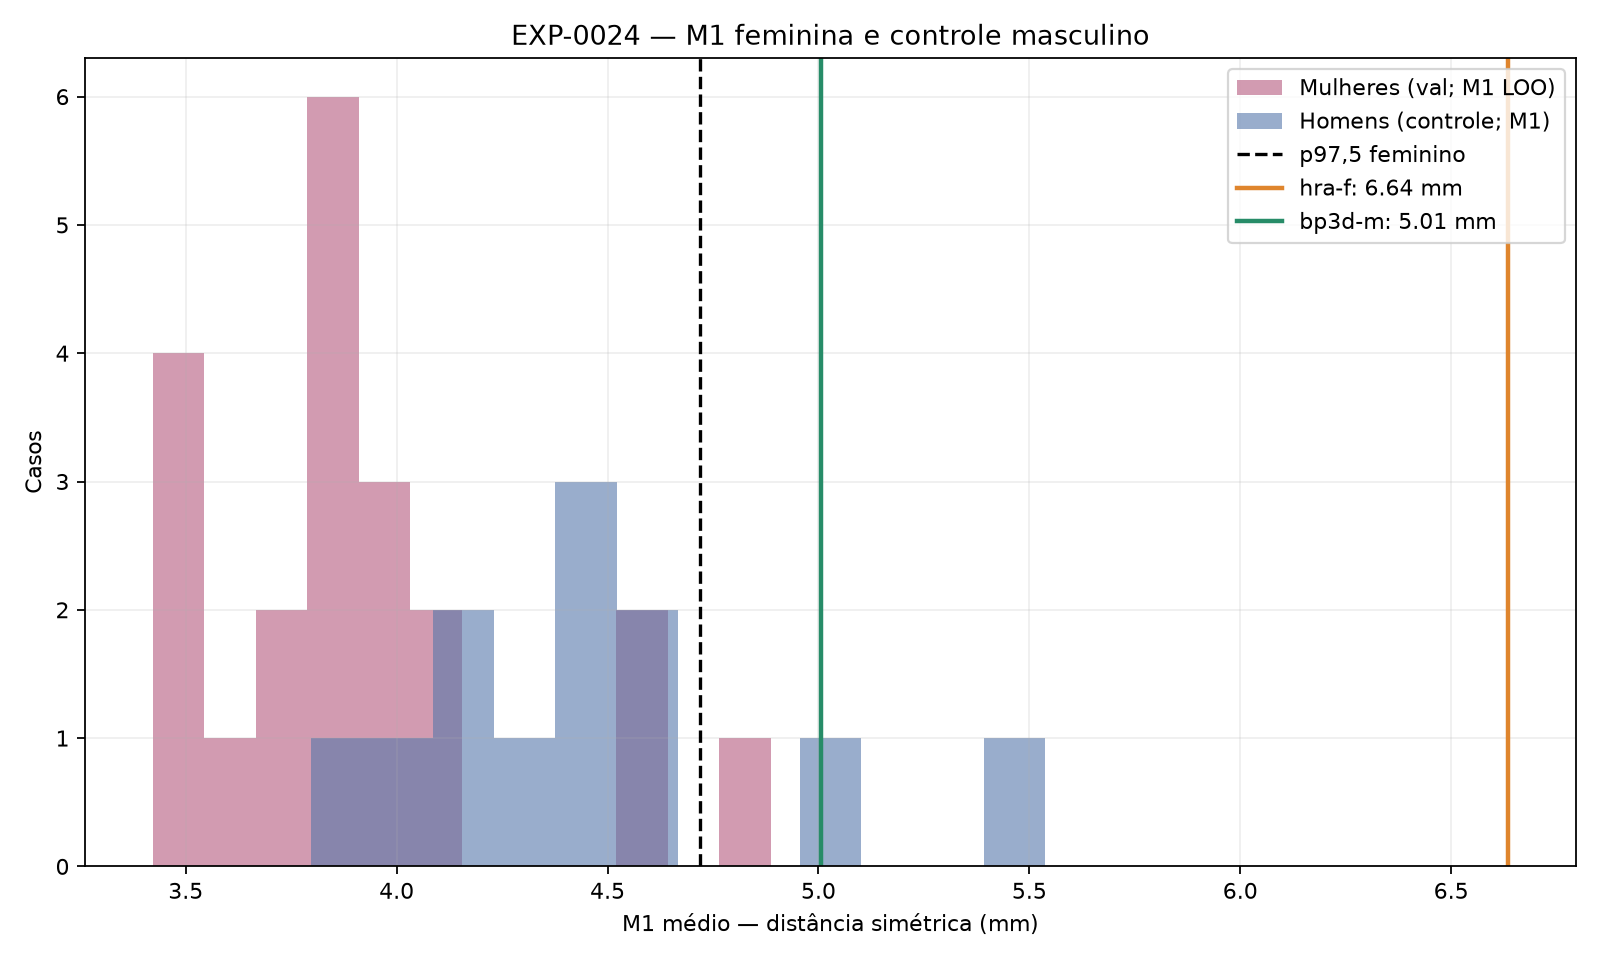 EXP-0024 — M1 feminina e controle masculino
Mulheres (val; M1 LOO)
Homens (controle; M1)
p97,5 feminino
hra-f: 6.64 mm
bp3d-m: 5.01 mm
Casos
6
5
4
3
2
1
0
3.5 4.0 4.5 5.0 5.5 6.0 6.5
M1 médio — distância simétrica (mm)